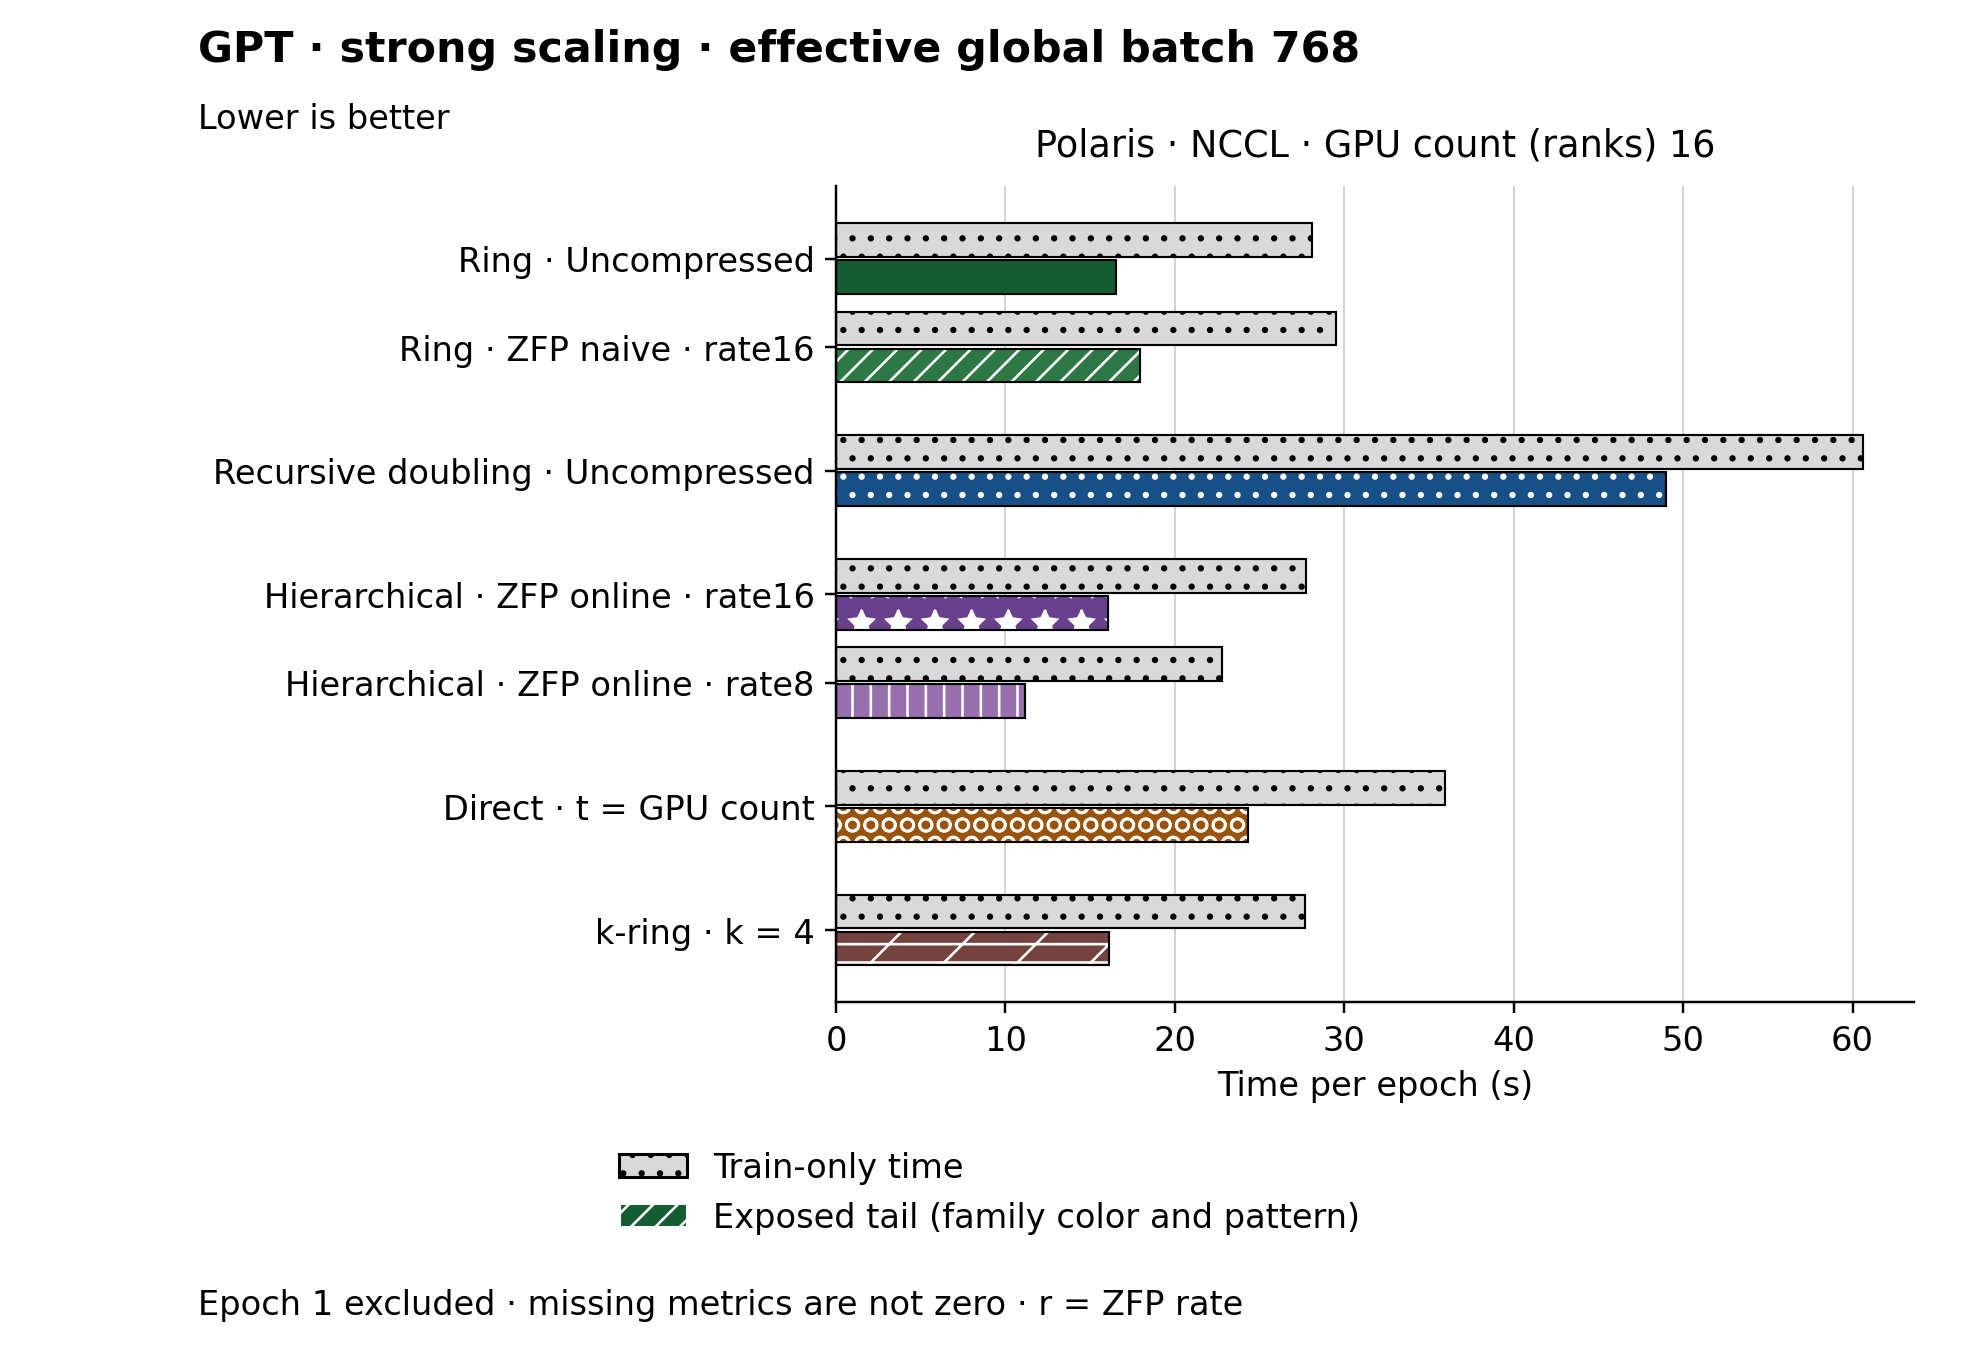 GPT · strong scaling · effective global batch 768
Lower is better
Polaris · NCCL · GPU count (ranks) 16
Ring · Uncompressed
Ring · ZFP naive · rate16
Recursive doubling · Uncompressed
Hierarchical · ZFP online · rate16
Hierarchical · ZFP online · rate8
Direct · t = GPU count
k-ring · k = 4
0 10 20 30 40 50 60
Time per epoch (s)
Train-only time
Exposed tail (family color and pattern)
Epoch 1 excluded · missing metrics are not zero · r = ZFP rate